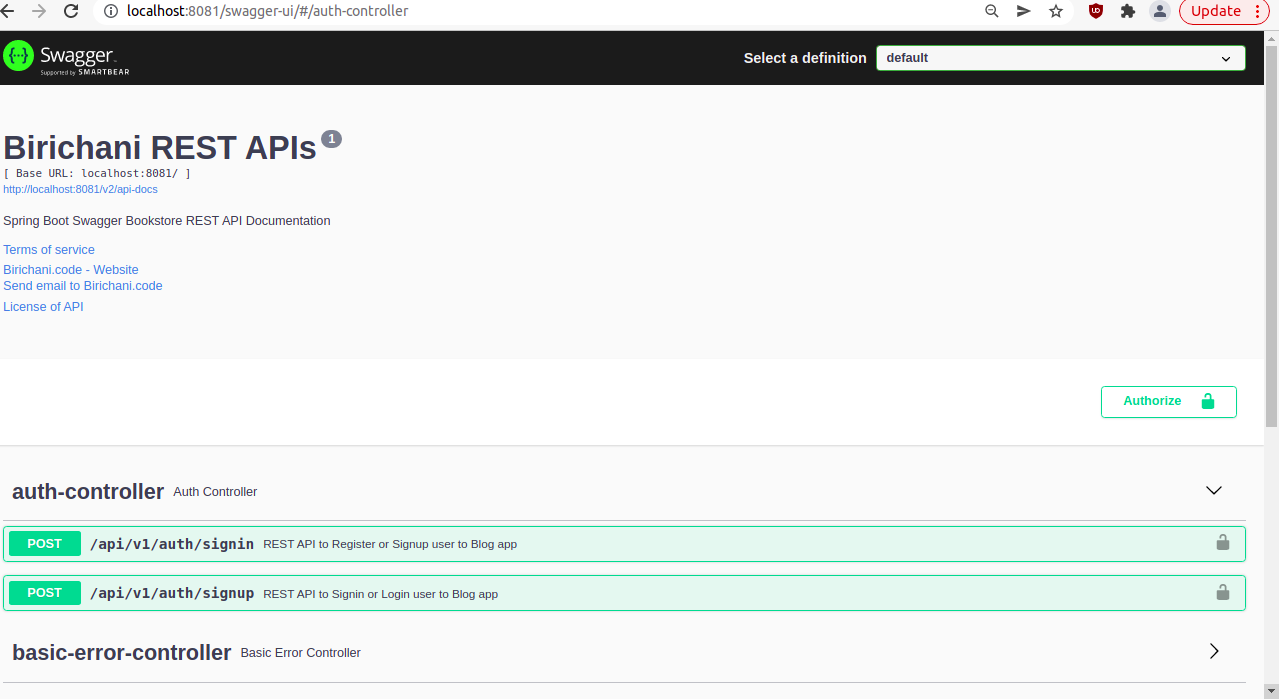 localhost:8081/swagger-ui/#/auth-controller
Update
Swagger
Supported by SMARTBEAR
Select a definition
default
Birichani REST APIs 1
[ Base URL: localhost:8081/ ]
http://localhost:8081/v2/api-docs
Spring Boot Swagger Bookstore REST API Documentation
Terms of service
Birichani.code - Website
Send email to Birichani.code
License of API
Authorize
auth-controller Auth Controller
POST /api/v1/auth/signin REST API to Register or Signup user to Blog app
POST /api/v1/auth/signup REST API to Signin or Login user to Blog app
basic-error-controller Basic Error Controller